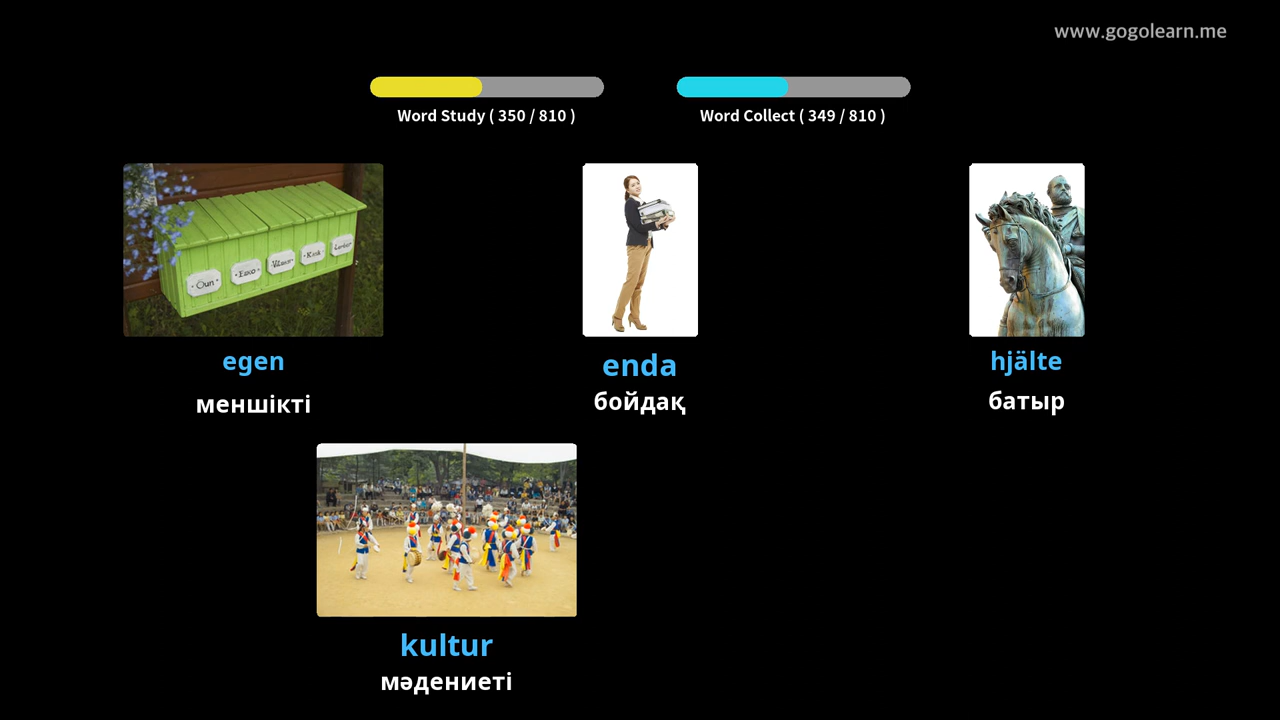 www.gogolearn.me
Word Study ( 350 / 810 )
Word Collect ( 349 / 810 )
egen
меншікті
enda
бойдақ
hjälte
батыр
kultur
мәдениеті